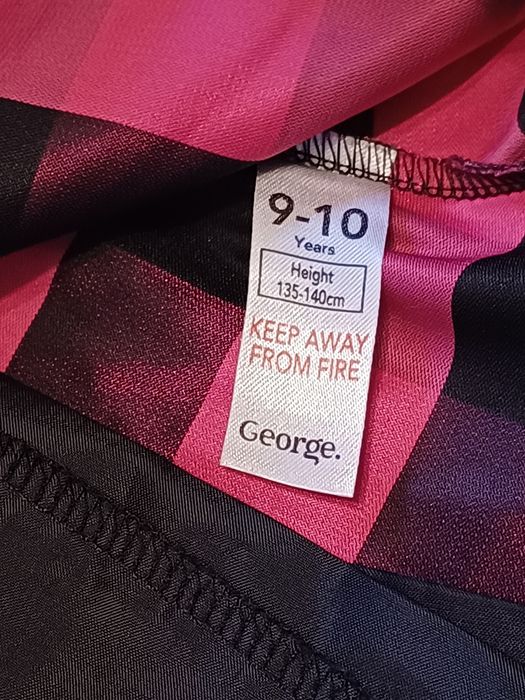 9-10
Years
Height
135-140cm
KEEP AWAY
FROM FIRE
George.